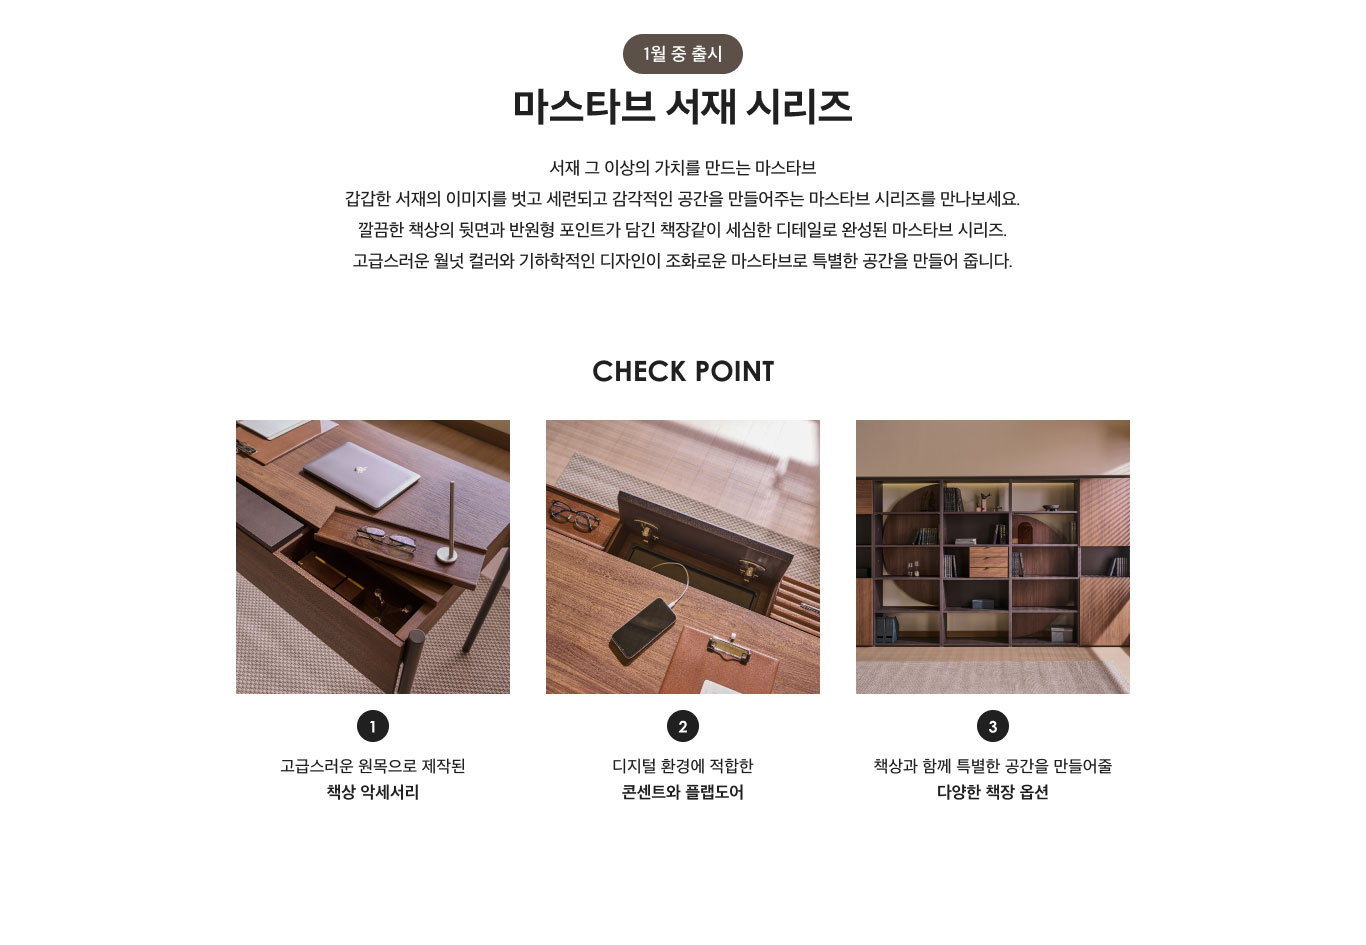 1월 중 출시
마스타브 서재 시리즈
서재 그 이상의 가치를 만드는 마스타브
갑갑한 서재의 이미지를 벗고 세련되고 감각적인 공간을 만들어주는 마스타브 시리즈를 만나보세요.
깔끔한 책상의 뒷면과 반원형 포인트가 담긴 책장같이 세심한 디테일로 완성된 마스타브 시리즈.
고급스러운 월넛 컬러와 기하학적인 디자인이 조화로운 마스타브로 특별한 공간을 만들어 줍니다.
CHECK POINT
1
고급스러운 원목으로 제작된
책상 악세서리
2
디지털 환경에 적합한
콘센트와 플랩도어
3
책상과 함께 특별한 공간을 만들어줄
다양한 책장 옵션